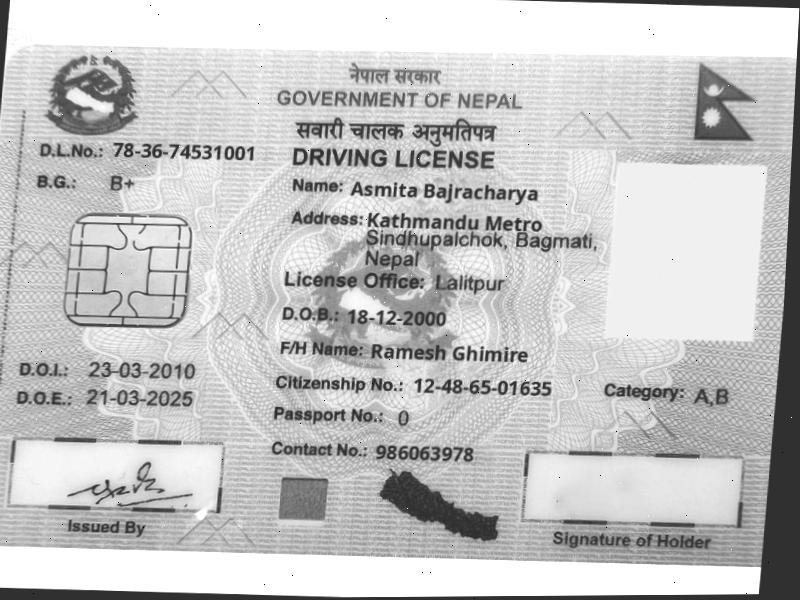 नेपाल सरकार
GOVERNMENT OF NEPAL
सवारी चालक अनुमतिपत्र
DRIVING LICENSE
D.L.No.: 78-36-74531001
B.G.: B+
Name: Asmita Bajracharya
Address: Kathmandu Metro
Sindhupalchok, Bagmati,
Nepal
License Office: Lalitpur
D.O.B.: 18-12-2000
F/H Name: Ramesh Ghimire
D.O.I.: 23-03-2010
Citizenship No.: 12-48-65-01635
Category: A,B
D.O.E.: 21-03-2025
Passport No.: 0
Contact No.: 986063978
Issued By
Signature of Holder